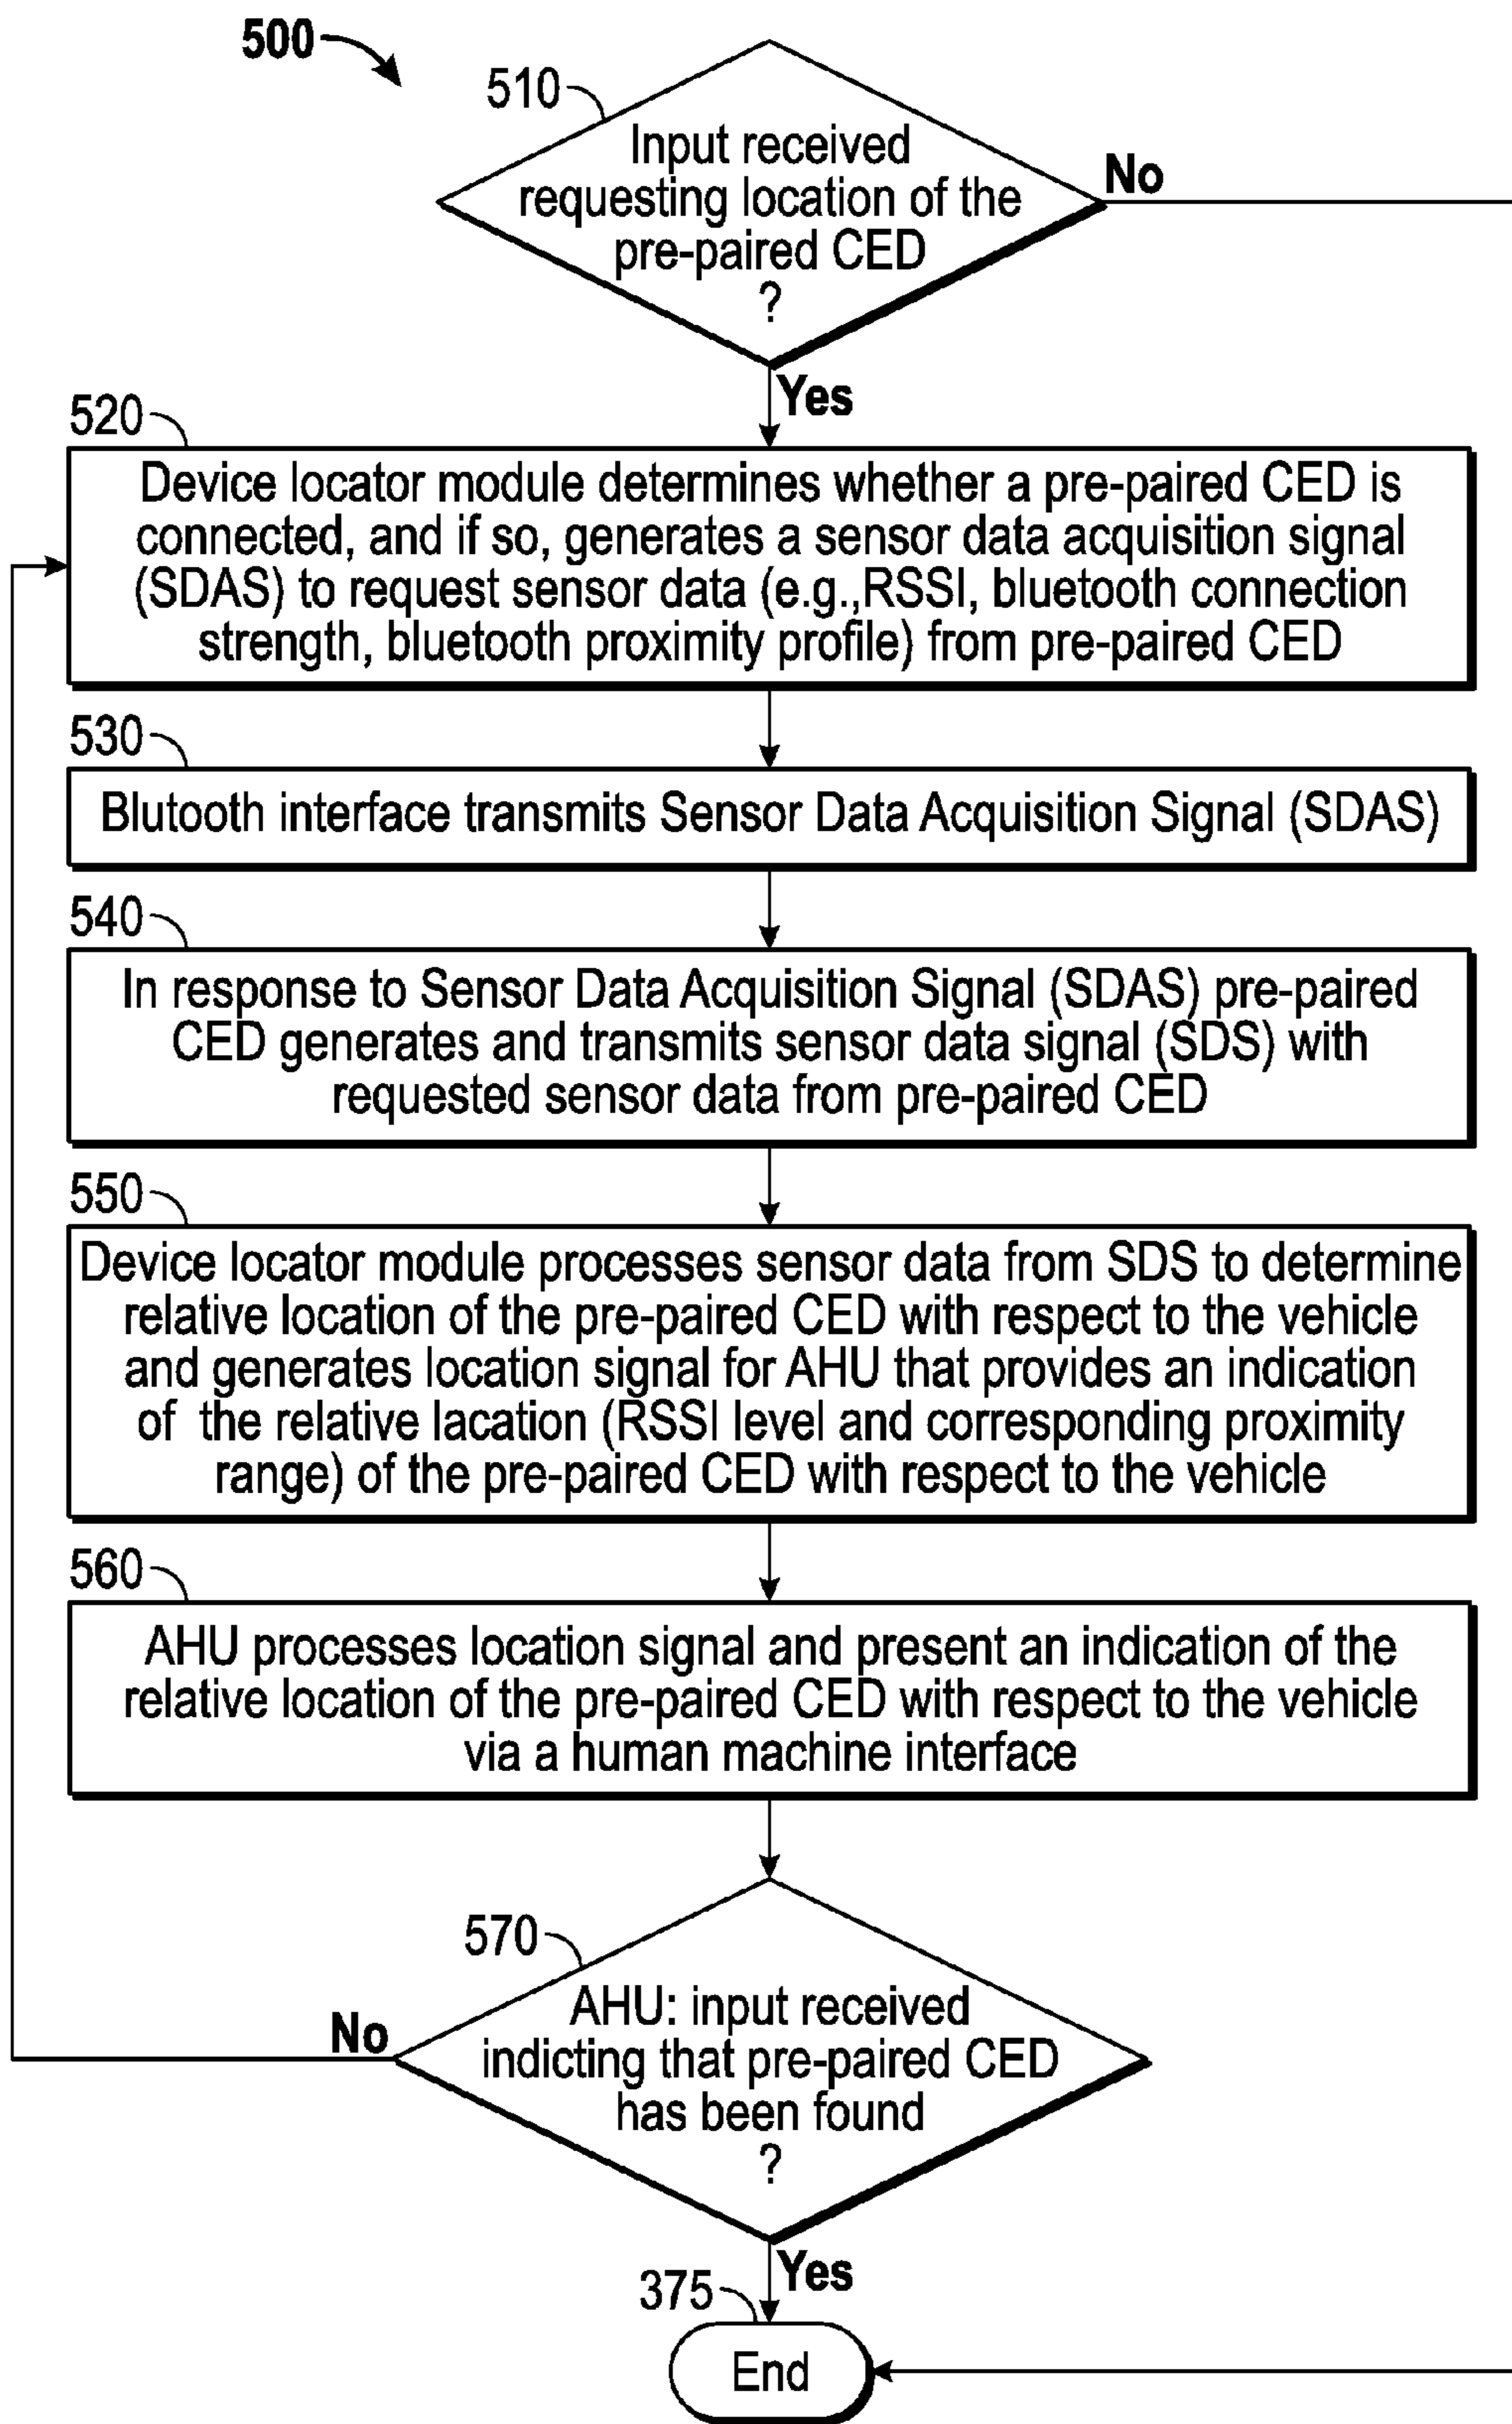 500
510
Input received
requesting location of the
pre-paired CED
?
No
Yes
520
Device locator module determines whether a pre-paired CED is
connected, and if so, generates a sensor data acquisition signal
(SDAS) to request sensor data (e.g.,RSSI, bluetooth connection
strength, bluetooth proximity profile) from pre-paired CED
530
Blutooth interface transmits Sensor Data Acquisition Signal (SDAS)
540
In response to Sensor Data Acquisition Signal (SDAS) pre-paired
CED generates and transmits sensor data signal (SDS) with
requested sensor data from pre-paired CED
550
Device locator module processes sensor data from SDS to determine
relative location of the pre-paired CED with respect to the vehicle
and generates location signal for AHU that provides an indication
of the relative lacation (RSSI level and corresponding proximity
range) of the pre-paired CED with respect to the vehicle
560
AHU processes location signal and present an indication of the
relative location of the pre-paired CED with respect to the vehicle
via a human machine interface
570
AHU: input received
indicting that pre-paired CED
has been found
?
No
Yes
375
End